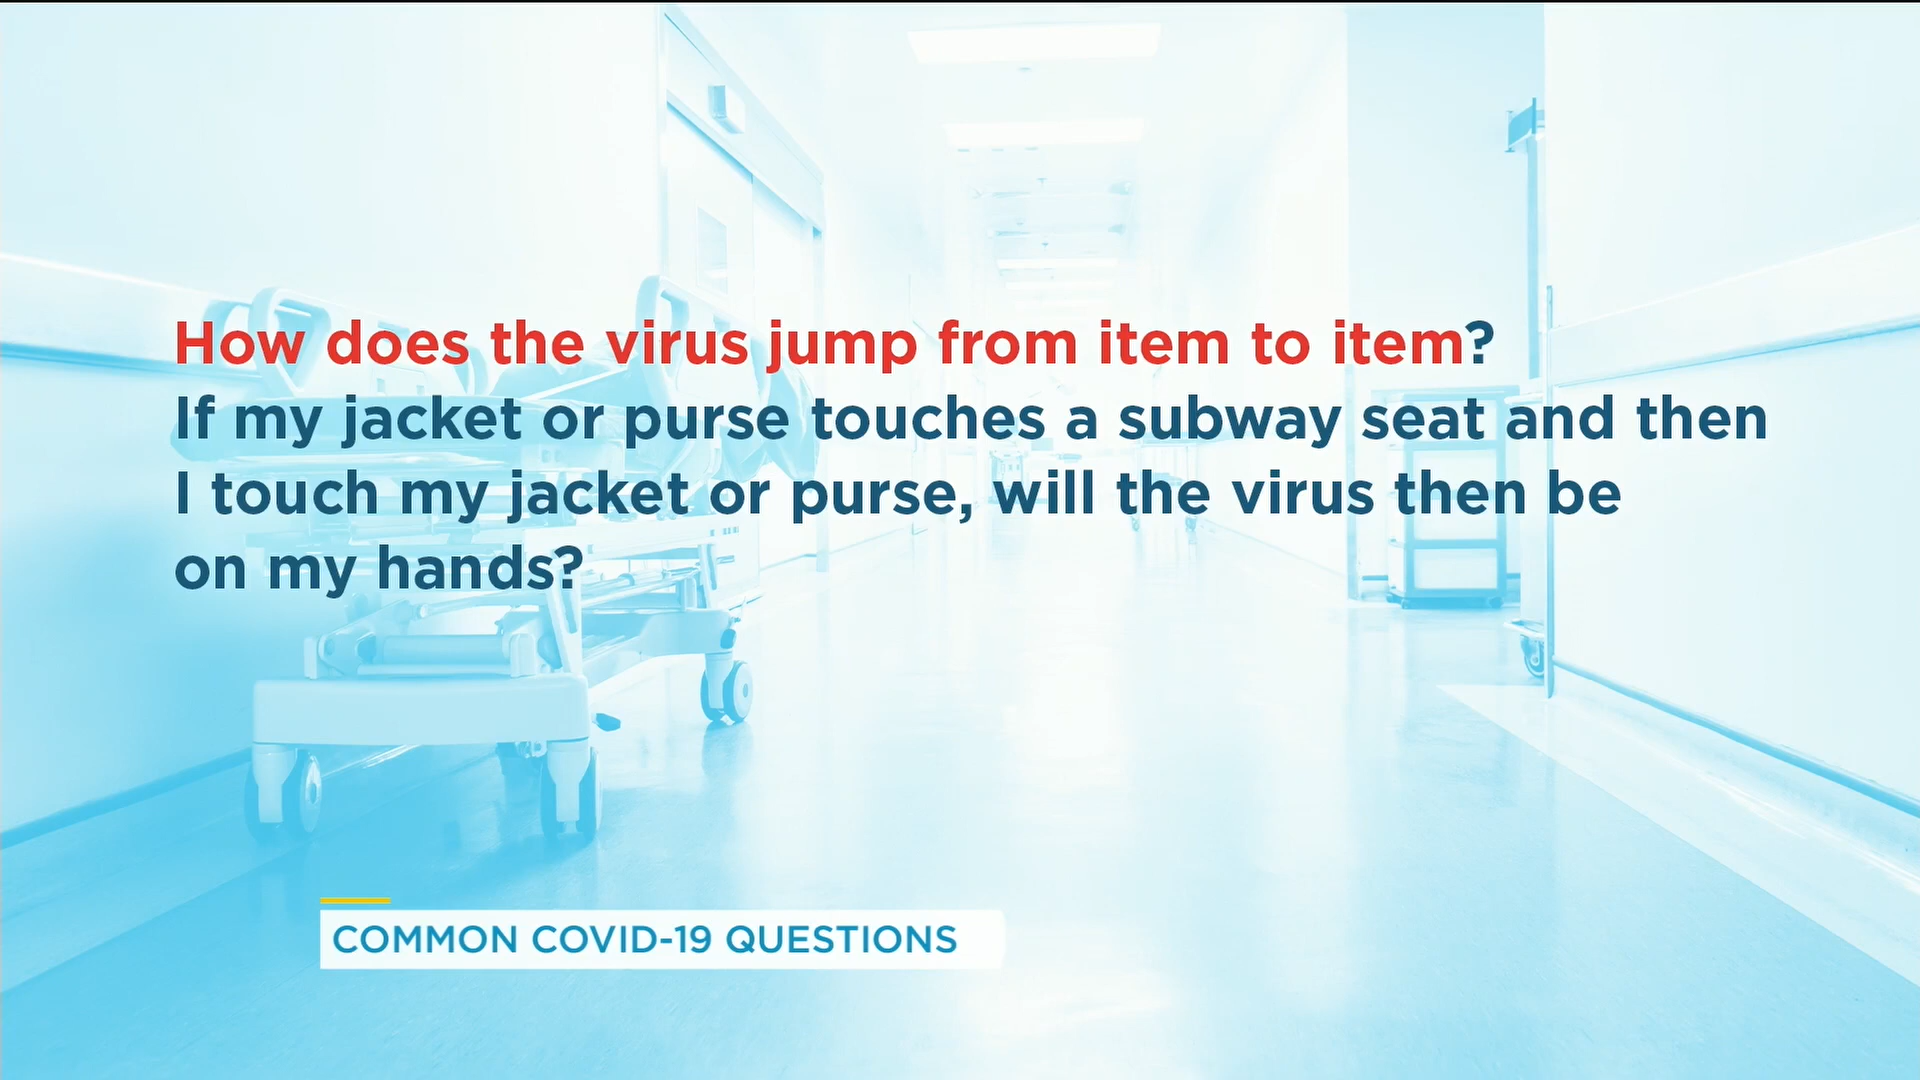 How does the virus jump from item to item?
If my jacket or purse touches a subway seat and then
I touch my jacket or purse, will the virus then be
on my hands?
COMMON COVID-19 QUESTIONS